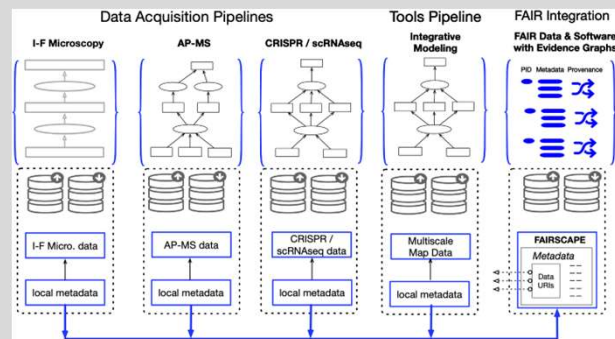 Data Acquisition Pipelines
Tools Pipeline
FAIR Integration
I-F Microscopy
AP-MS
CRISPR / scRNAseq
Integrative
Modeling
FAIR Data & Software
with Evidence Graphs
PID Metadata Provenance
I-F Micro. data
AP-MS data
CRISPR /
scRNAseq data
Multiscale
Map Data
FAIRSCAPE
Metadata
Data
URIs
local metadata
local metadata
local metadata
local metadata